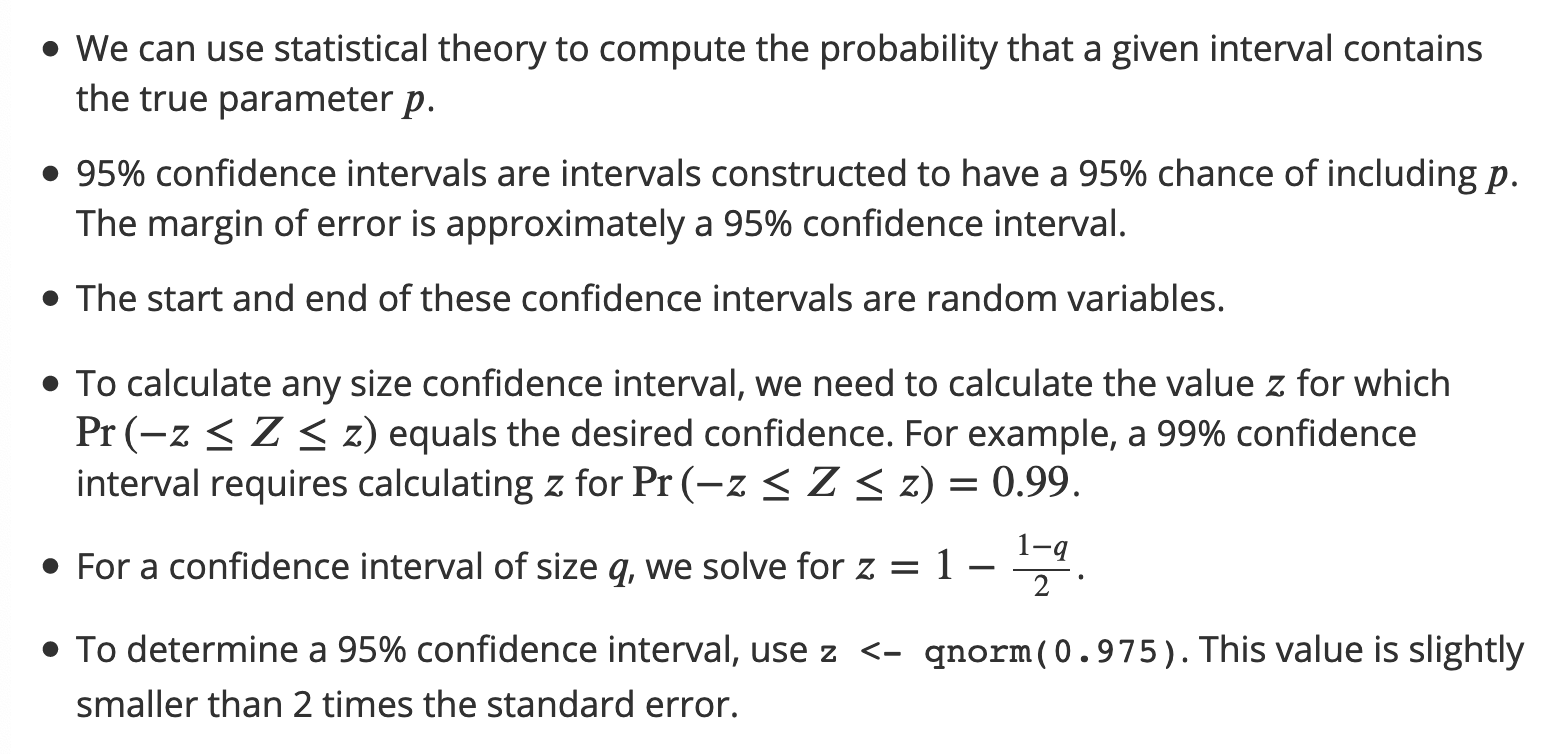 • We can use statistical theory to compute the probability that a given interval contains
the true parameter p.
• 95% confidence intervals are intervals constructed to have a 95% chance of including p.
The margin of error is approximately a 95% confidence interval.
• The start and end of these confidence intervals are random variables.
• To calculate any size confidence interval, we need to calculate the value z for which
Pr (−z ≤ Z ≤ z) equals the desired confidence. For example, a 99% confidence
interval requires calculating z for Pr (−z ≤ Z ≤ z) = 0.99.
• For a confidence interval of size q, we solve for z = 1 − \frac{1−q}{2}.
• To determine a 95% confidence interval, use z <- qnorm(0.975). This value is slightly
smaller than 2 times the standard error.